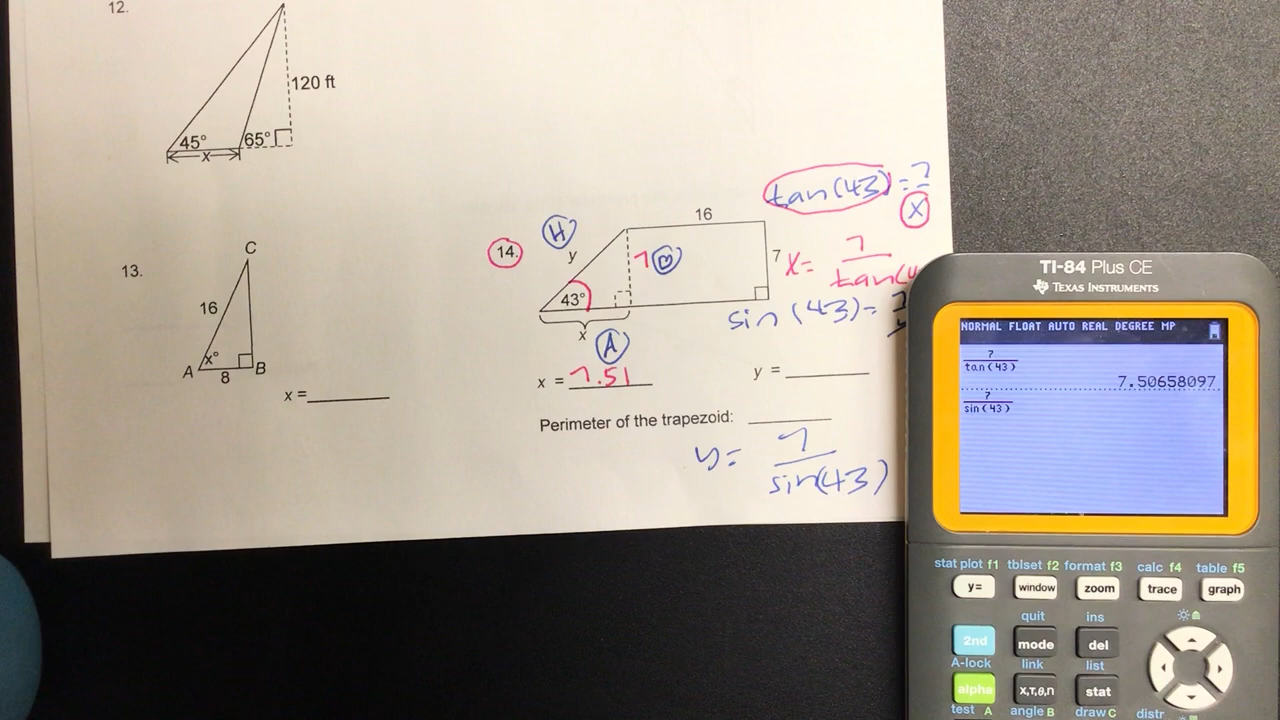 12.
120 ft
45°
65°
x
tan(43) = 7
x
16
14.
H
y
7
O
7
x = 7
43°
sin (43) = 7
x
A
x = 7.51
y =
Perimeter of the trapezoid:
y = 7
sin(43)
13.
C
16
x°
A
8
B
x =
TI-84 Plus CE
TEXAS INSTRUMENTS
NORMAL FLOAT AUTO REAL DEGREE MP
7
tan(43)
7.50658097
7
sin(43)
stat plot f1 tblset f2 format f3 calc f4 table f5
y= window zoom trace graph
quit ins
2nd mode del
A-lock link list
alpha X,T,θ,n stat
test A angle B draw C distr